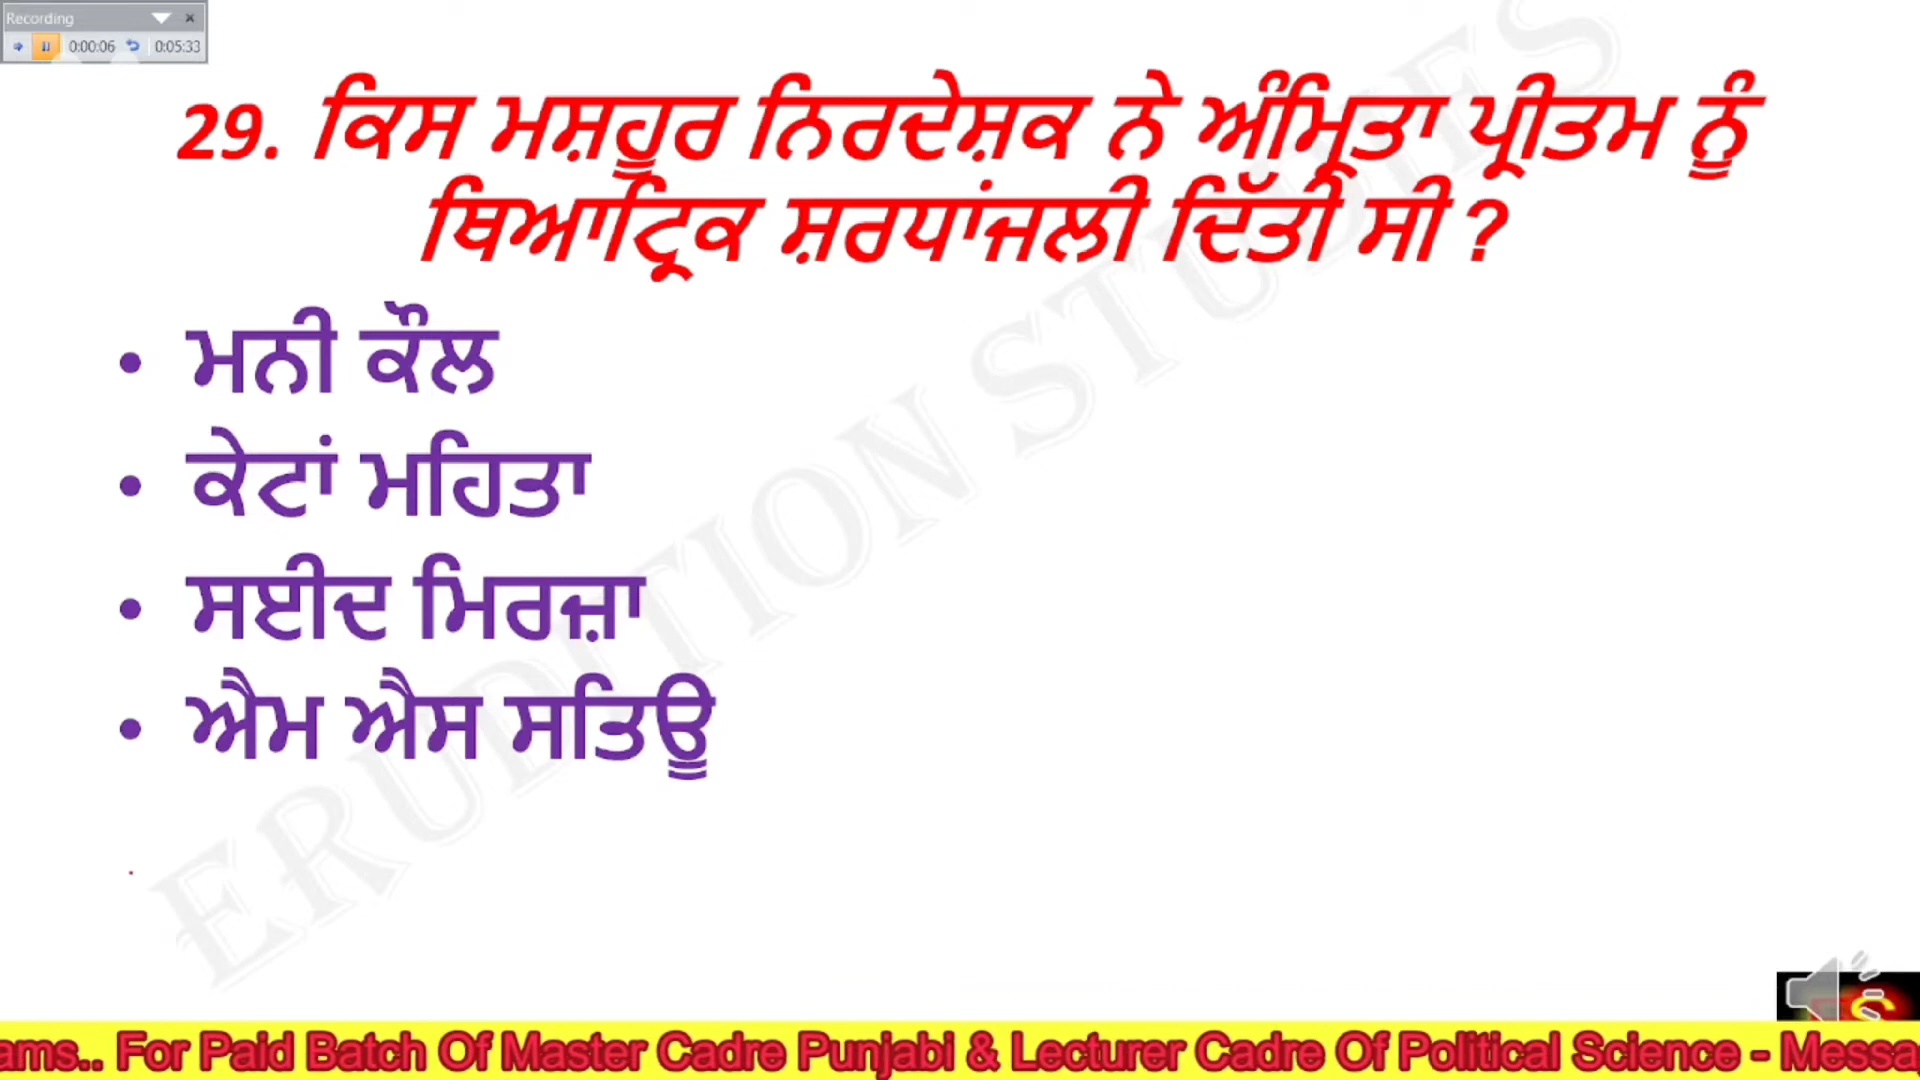 Recording
0:00:06 0:05:33
29. ਕਿਸ ਮਸ਼ਹੂਰ ਨਿਰਦੇਸ਼ਕ ਨੇ ਅੰਮ੍ਰਿਤਾ ਪ੍ਰੀਤਮ ਨੂੰ
ਥਿਆਟ੍ਰਿਕ ਸ਼ਰਧਾਂਜਲੀ ਦਿੱਤੀ ਸੀ ?
• ਮਨੀ ਕੌਲ
• ਕੇਟਾਂ ਮਹਿਤਾ
• ਸਈਦ ਮਿਰਜ਼ਾ
• ਐਮ ਐਸ ਸਤਿਊ
ERUDITION STUDIES
ams.. For Paid Batch Of Master Cadre Punjabi & Lecturer Cadre Of Political Science - Messa